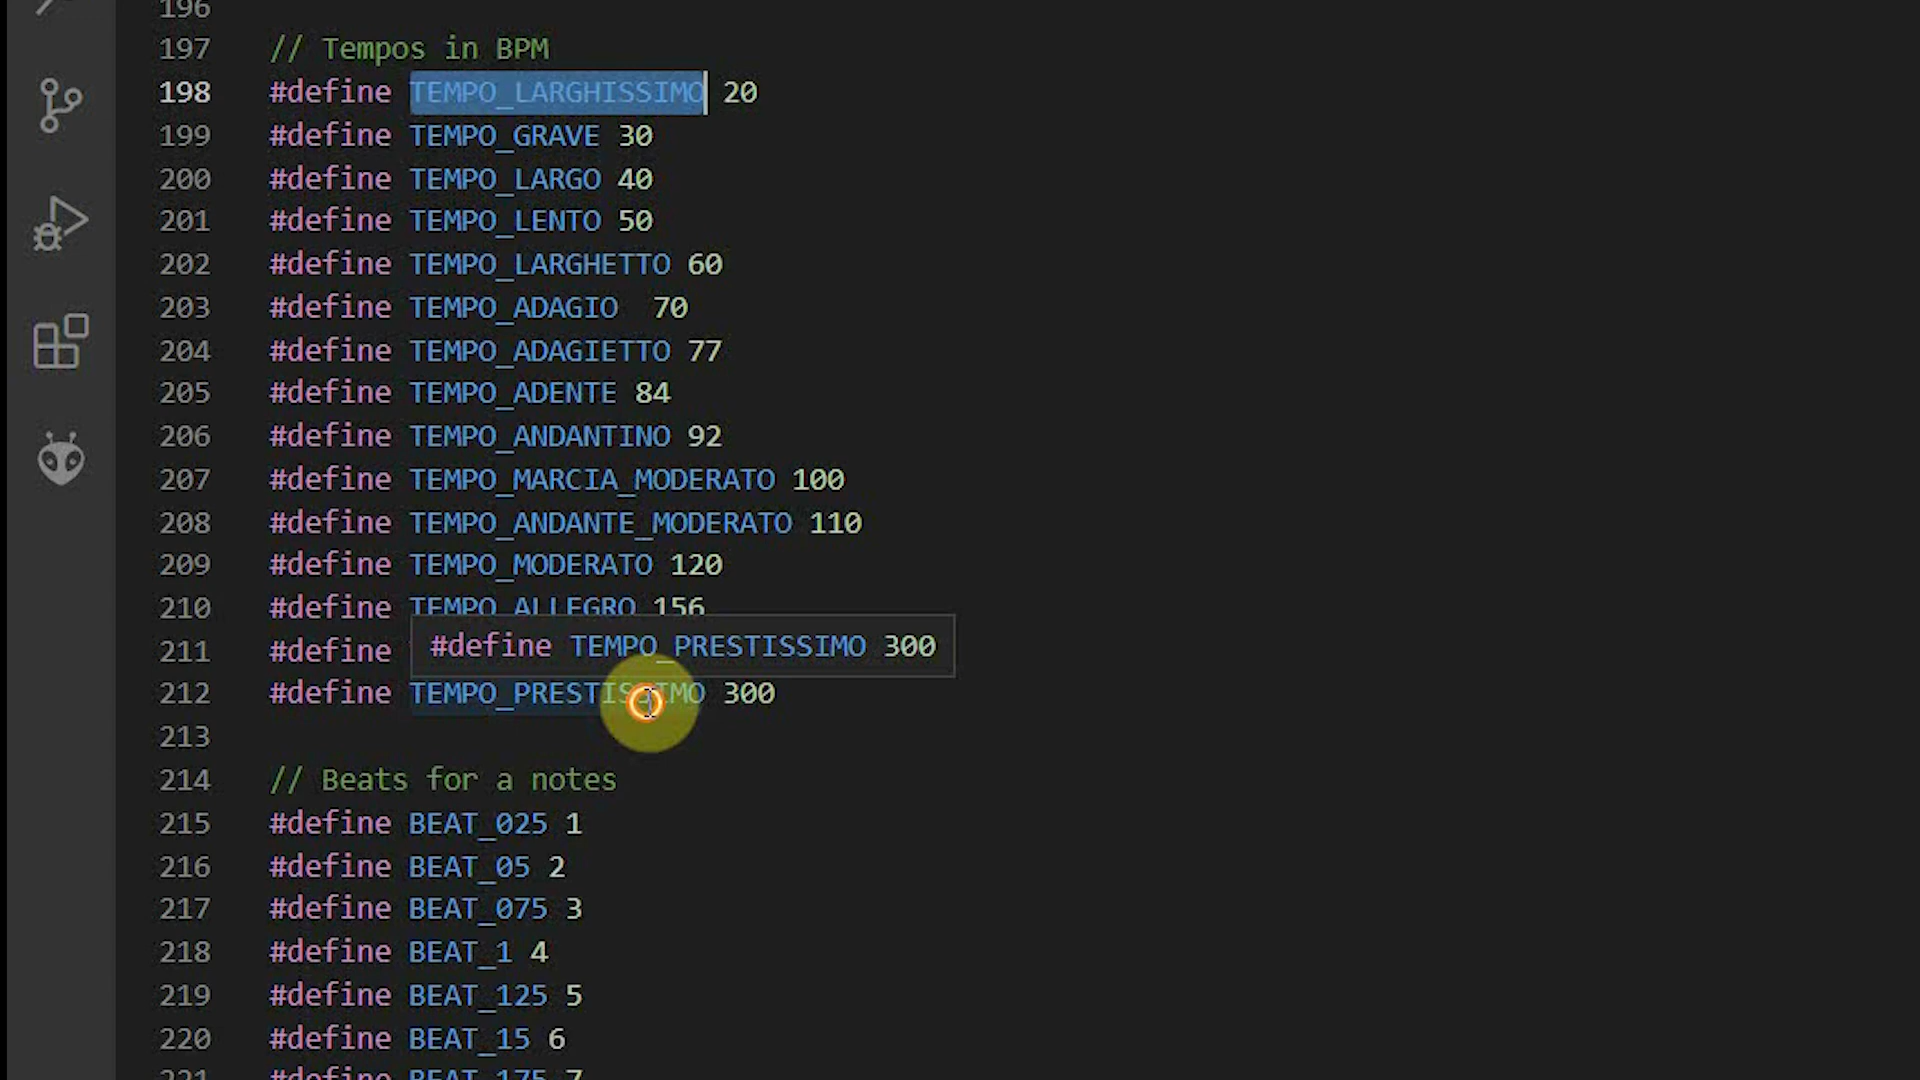 196
197 // Tempos in BPM
198 #define TEMPO_LARGHISSIMO 20
199 #define TEMPO_GRAVE 30
200 #define TEMPO_LARGO 40
201 #define TEMPO_LENTO 50
202 #define TEMPO_LARGHETTO 60
203 #define TEMPO_ADAGIO  70
204 #define TEMPO_ADAGIETTO 77
205 #define TEMPO_ADENTE 84
206 #define TEMPO_ANDANTINO 92
207 #define TEMPO_MARCIA_MODERATO 100
208 #define TEMPO_ANDANTE_MODERATO 110
209 #define TEMPO_MODERATO 120
210 #define TEMPO_ALLEGRO 156
211 #define
#define TEMPO_PRESTISSIMO 300
212 #define TEMPO_PRESTISSIMO 300
213
214 // Beats for a notes
215 #define BEAT_025 1
216 #define BEAT_05 2
217 #define BEAT_075 3
218 #define BEAT_1 4
219 #define BEAT_125 5
220 #define BEAT_15 6
221 #define BEAT_175 7